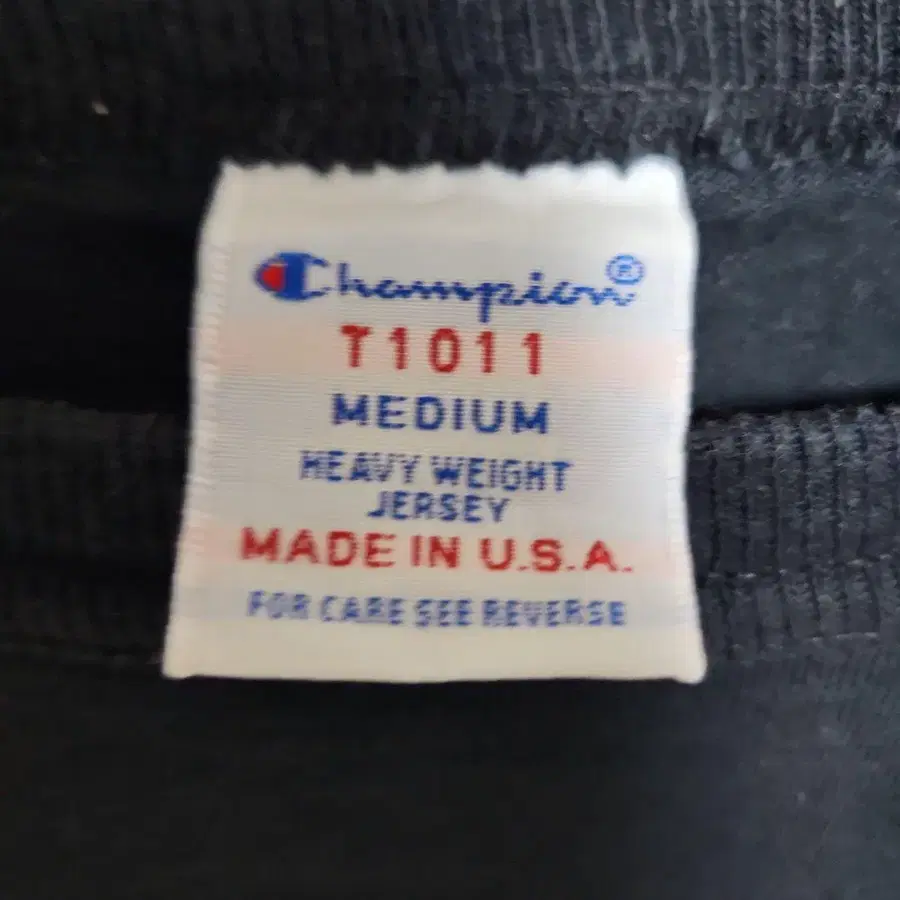 Champion®
T1011
MEDIUM
HEAVY WEIGHT
JERSEY
MADE IN U.S.A.
FOR CARE SEE REVERSE